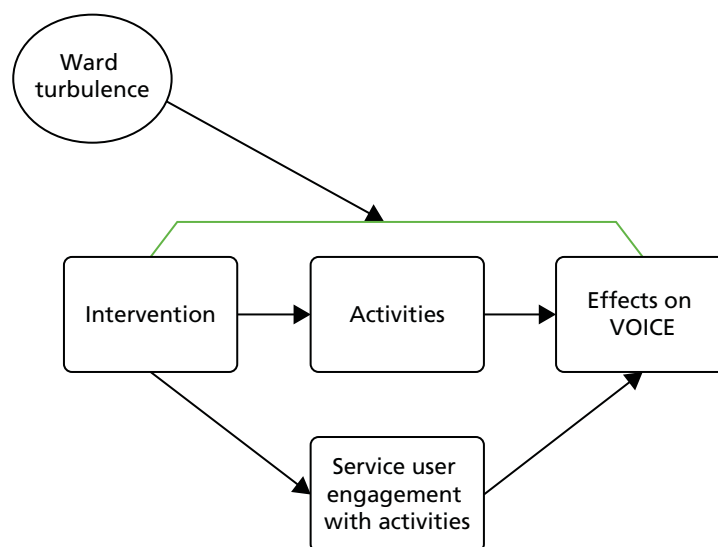 Ward
turbulence
Intervention
Activities
Effects on
VOICE
Service user
engagement
with activities